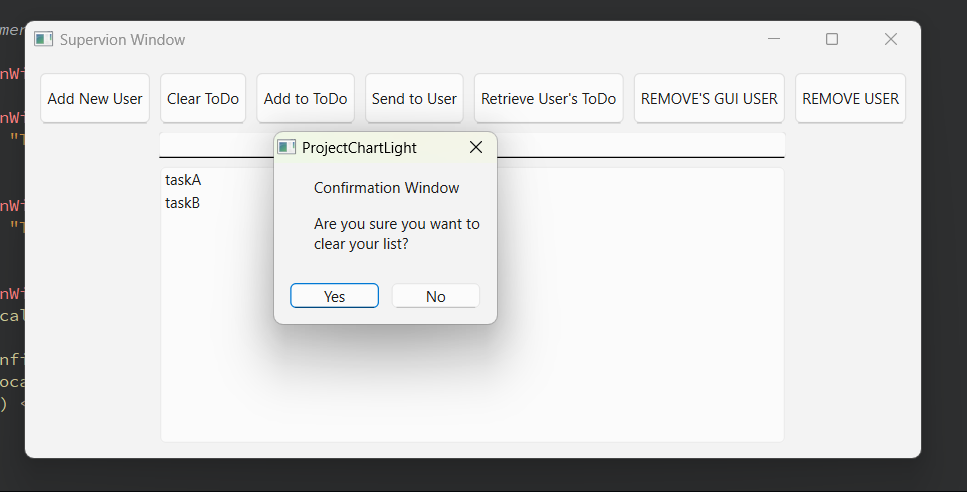 Supervion Window
Add New User
Clear ToDo
Add to ToDo
Send to User
Retrieve User's ToDo
REMOVE'S GUI USER
REMOVE USER
ProjectChartLight
Confirmation Window
Are you sure you want to
clear your list?
Yes
No
taskA
taskB